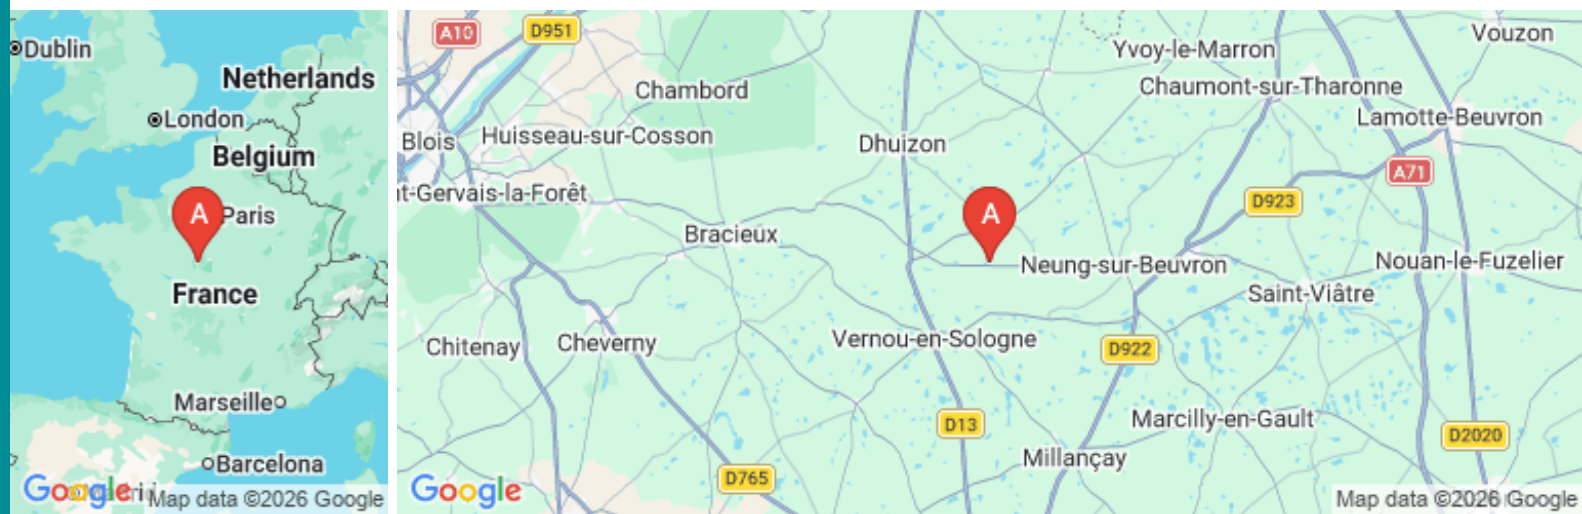 Dublin
Netherlands
London
Belgium
A
Paris
France
Marseille
Barcelona
Google
Map data ©2026 Google
A10
D951
Vouzon
Yvoy-le-Marron
Chambord
Chaumont-sur-Tharonne
Lamotte-Beuvron
Blois
Huisseau-sur-Cosson
Dhuizon
A71
nt-Gervais-la-Forêt
D923
A
Bracieux
Neung-sur-Beuvron
Nouan-le-Fuzelier
Saint-Viâtre
Chitenay
Cheverny
Vernou-en-Sologne
D922
Marcilly-en-Gault
D13
D2020
Millançay
D765
Google
Map data ©2026 Google